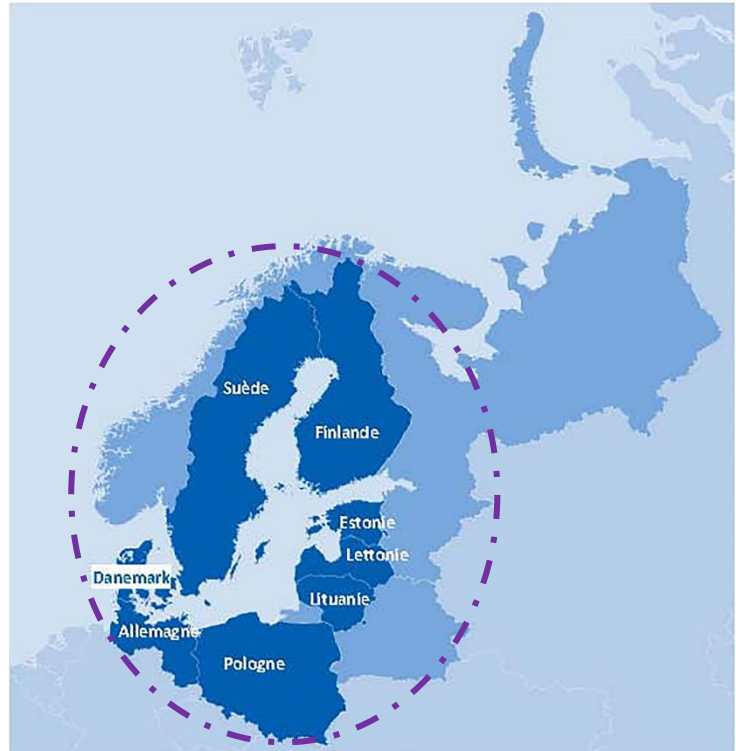 Suède
Finlande
Estonie
Lettonie
Danemark
Lituanie
Allemagne
Pologne